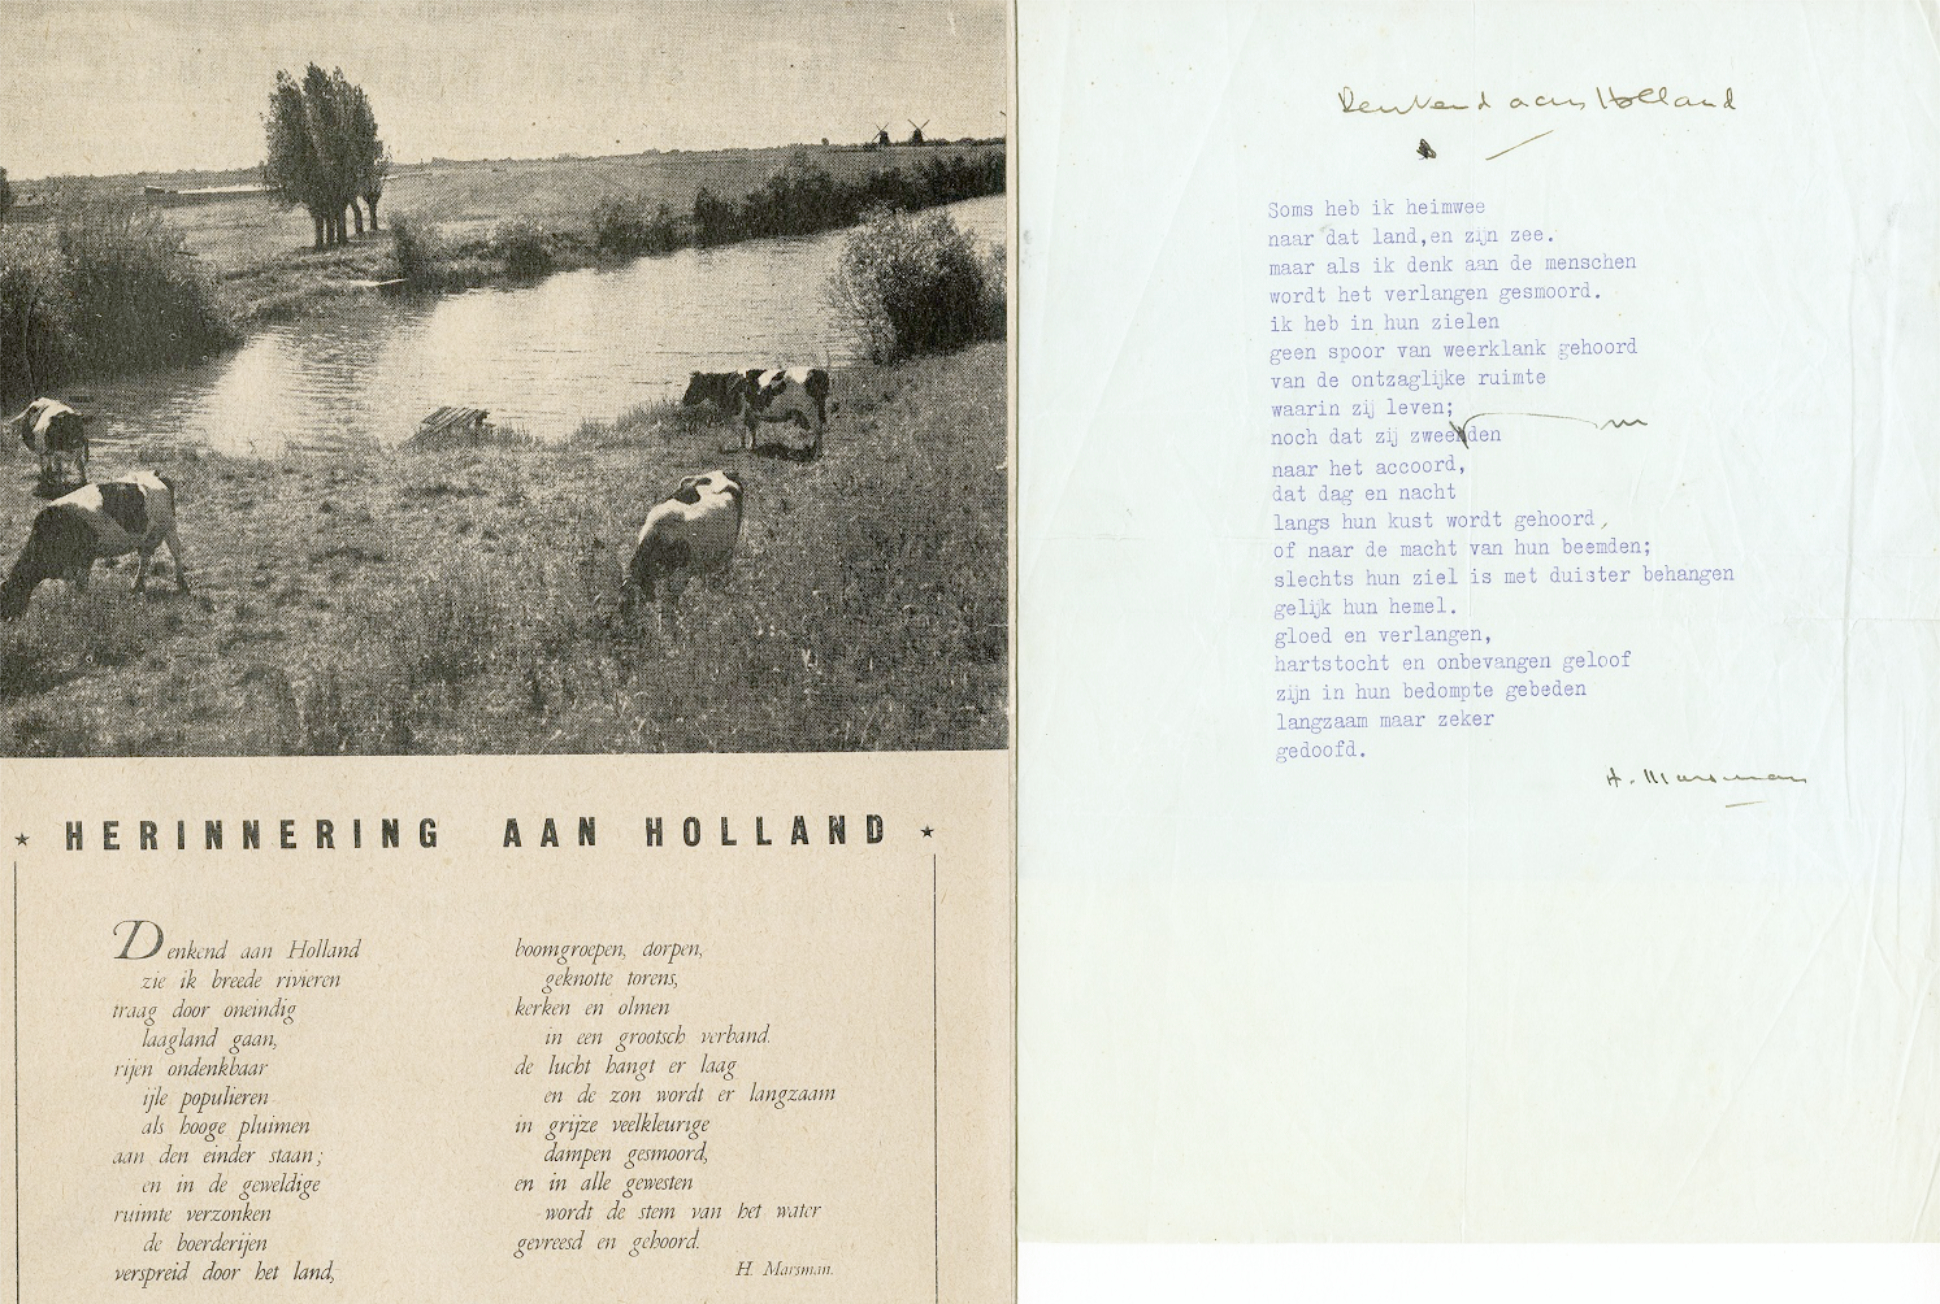 ★ HERINNERING AAN HOLLAND ★
Denkend aan Holland
zie ik breede rivieren
traag door oneindig
laagland gaan,
rijen ondenkbaar
ijle populieren
als hooge pluimen
aan den einder staan;
en in de geweldige
ruimte verzonken
de boerderijen
verspreid door het land,
boomgroepen, dorpen,
geknotte torens,
kerken en olmen
in een grootsch verband.
de lucht hangt er laag
en de zon wordt er langzaam
in grijze veelkleurige
dampen gesmoord,
en in alle gewesten
wordt de stem van het water
gevreesd en gehoord.
H. Marsman.
Denkend aan Holland
Soms heb ik heimwee
naar dat land,en zijn zee.
maar als ik denk aan de menschen
wordt het verlangen gesmoord.
ik heb in hun zielen
geen spoor van weerklank gehoord
van de ontzaglijke ruimte
waarin zij leven;
noch dat zij
naar het accoord,
dat dag en nacht
langs hun kust wordt gehoord,
of naar de macht van hun beemden;
slechts hun ziel is met duister behangen
gelijk hun hemel.
gloed en verlangen,
hartstocht en onbevangen geloof
zijn in hun bedompte gebeden
langzaam maar zeker
gedoofd.
H. Marsman